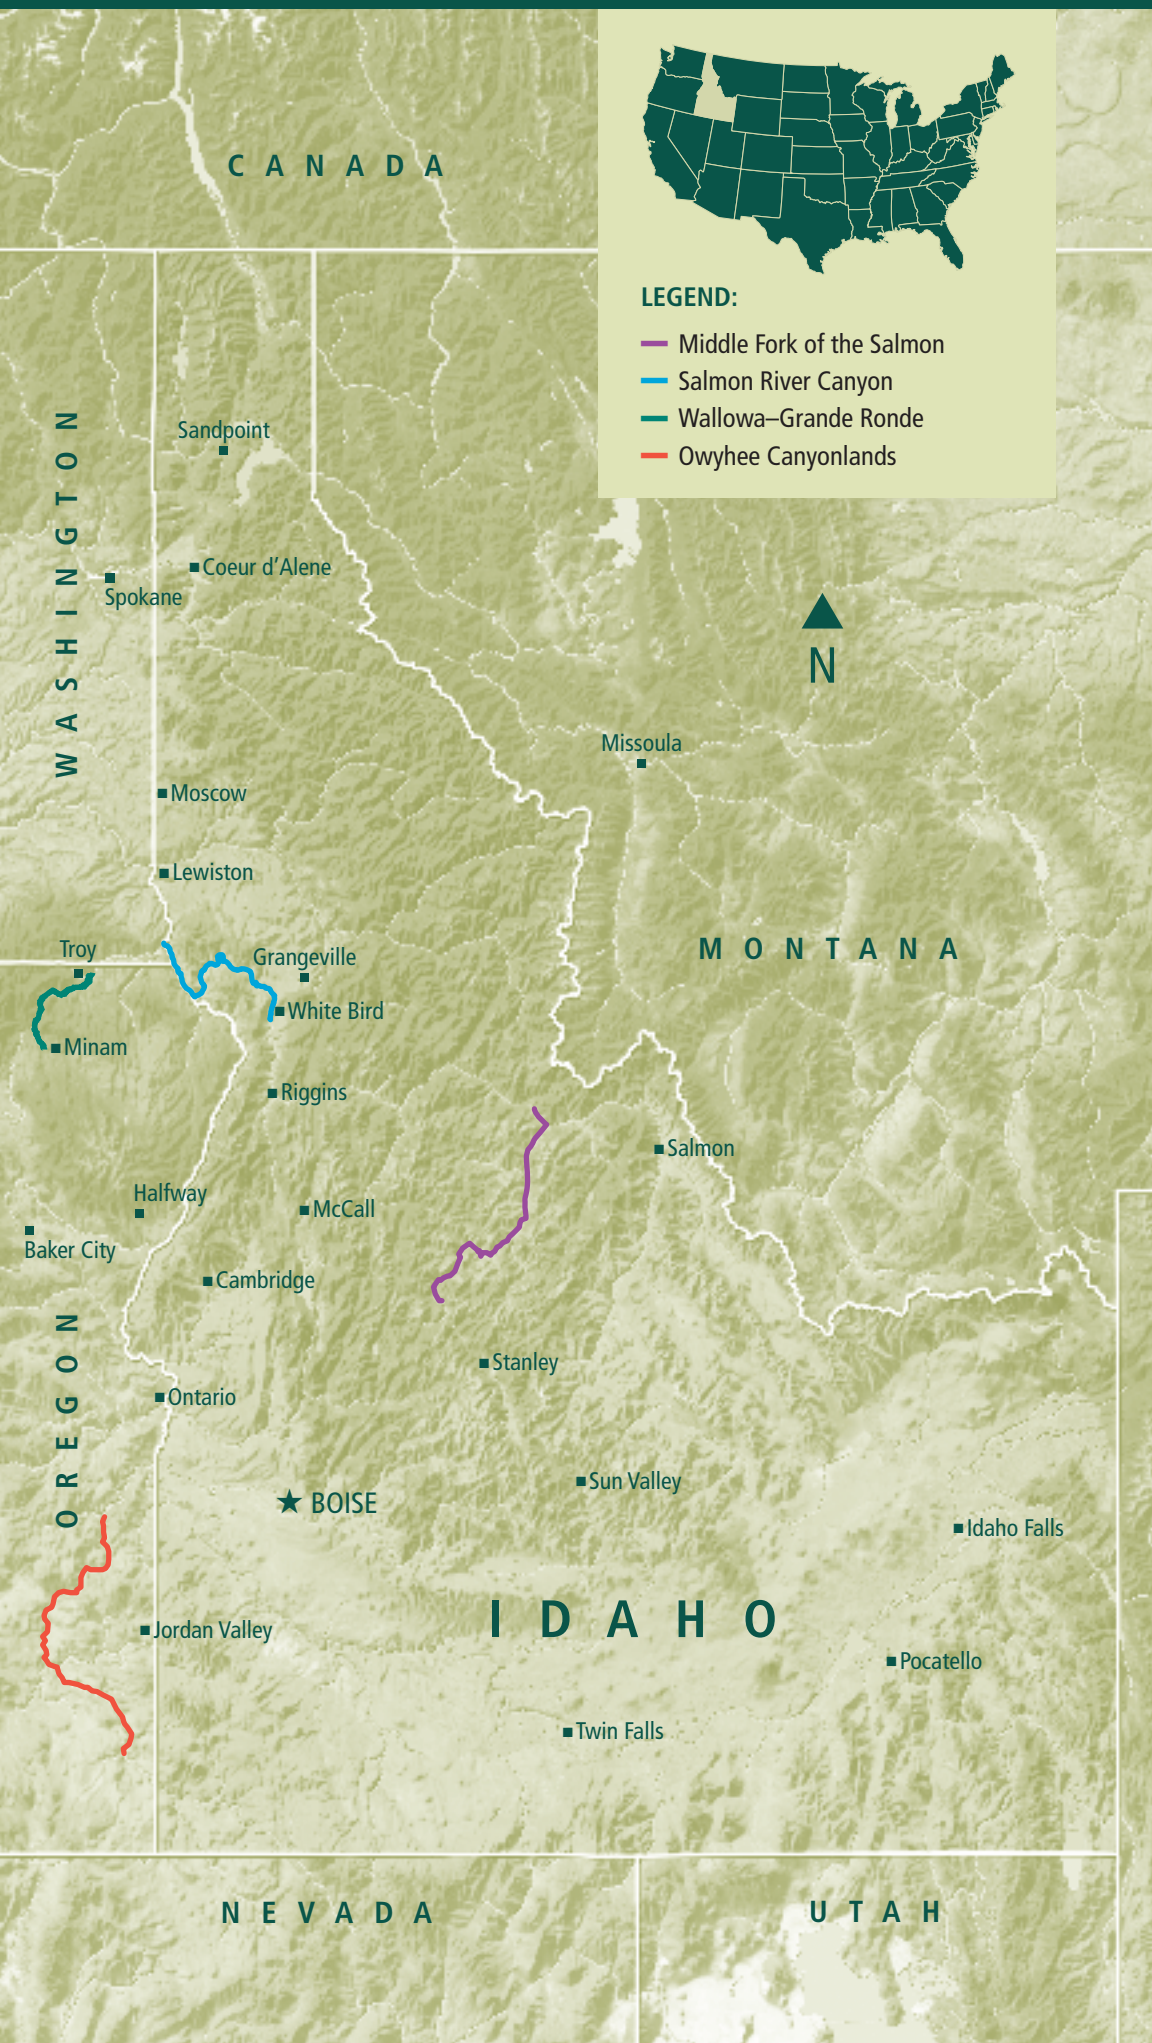 CANADA
LEGEND:
Middle Fork of the Salmon
Salmon River Canyon
Wallowa–Grande Ronde
Owyhee Canyonlands
WASHINGTON
Sandpoint
Coeur d’Alene
Spokane
N
Missoula
Moscow
Lewiston
MONTANA
Troy
Grangeville
White Bird
Minam
Riggins
Salmon
Halfway
McCall
Baker City
Cambridge
OREGON
Stanley
Ontario
Sun Valley
BOISE
Idaho Falls
IDAHO
Jordan Valley
Pocatello
Twin Falls
NEVADA
UTAH